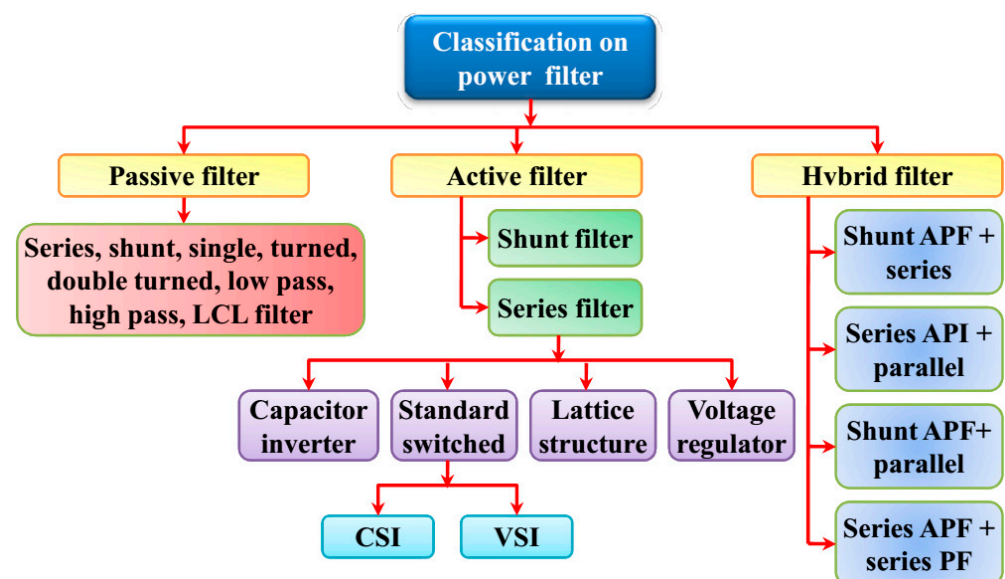 Classification on
power filter
Passive filter
Active filter
Hvbrid filter
Series, shunt, single, turned,
double turned, low pass,
high pass, LCL filter
Shunt filter
Series filter
Capacitor
inverter
Standard
switched
Lattice
structure
Voltage
regulator
CSI
VSI
Shunt APF +
series
Series API +
parallel
Shunt APF+
parallel
Series APF +
series PF